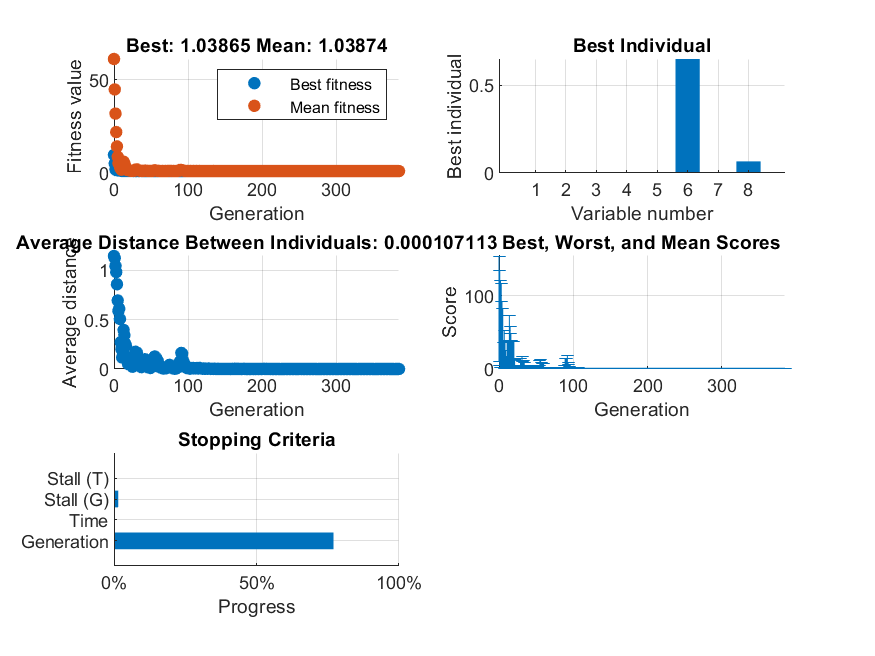 Best: 1.03865 Mean: 1.03874
Fitness value
50
0
Best fitness
Mean fitness
0 100 200 300
Generation
Best Individual
Best individual
0.5
0
1 2 3 4 5 6 7 8
Variable number
Average Distance Between Individuals: 0.000107113
Average distance
1
0.5
0
0 100 200 300
Generation
Best, Worst, and Mean Scores
Score
100
0
0 100 200 300
Generation
Stopping Criteria
Stall (T)
Stall (G)
Time
Generation
0% 50% 100%
Progress